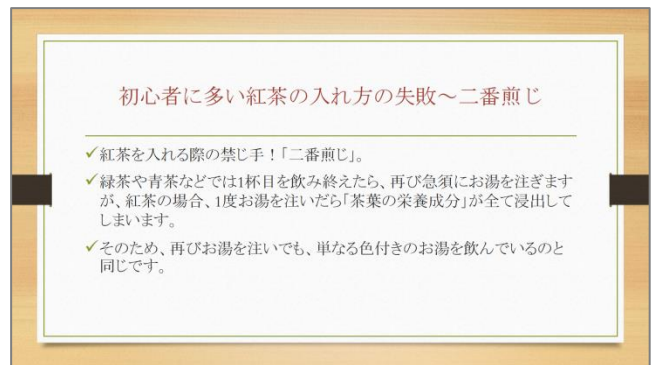 初心者に多い紅茶の入れ方の失敗～二番煎じ
✓紅茶を入れる際の禁じ手！「二番煎じ」。
✓緑茶や青茶などでは1杯目を飲み終えたら、再び急須にお湯を注ぎます
が、紅茶の場合、1度お湯を注いだら「茶葉の栄養成分」が全て浸出して
しまいます。
✓そのため、再びお湯を注いでも、単なる色付きのお湯を飲んでいるのと
同じです。